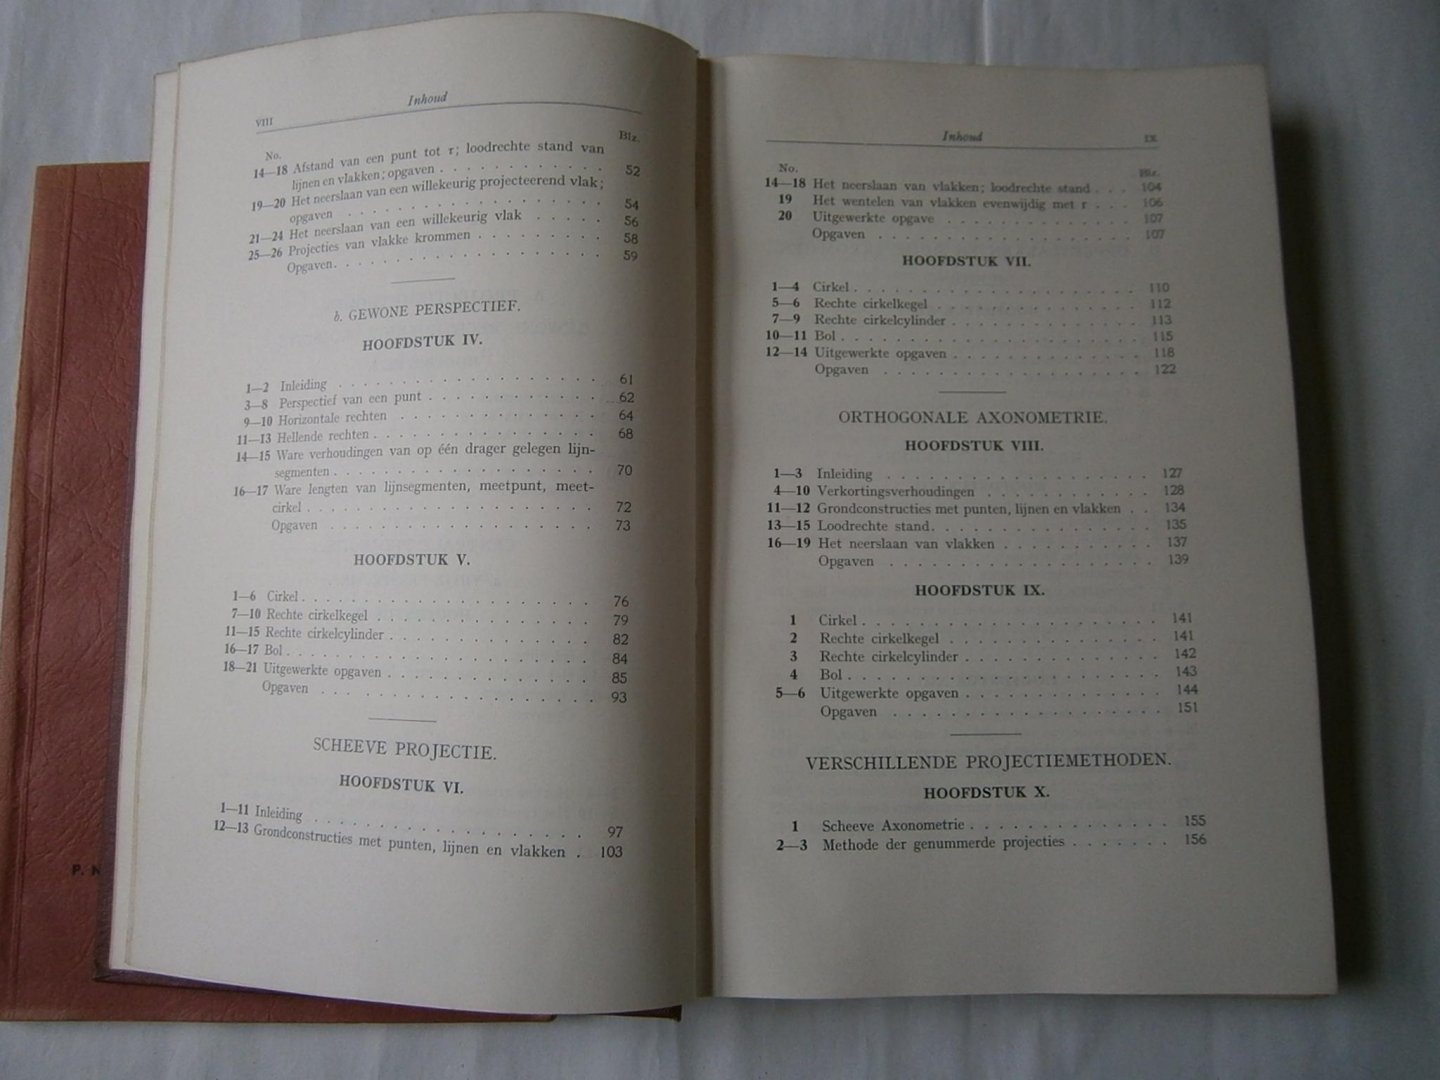 VIII Inhoud
No. Blz.
14—18 Afstand van een punt tot r; loodrechte stand van
lijnen en vlakken; opgaven . . . . . . . . . 52
19—20 Het neerslaan van een willekeurig projecteerend vlak;
opgaven . . . . . . . . . . . . . . . 54
21—24 Het neerslaan van een willekeurig vlak . . . . . 56
25—26 Projecties van vlakke krommen . . . . . . . . 58
Opgaven . . . . . . . . . . . . . . . . 59
b. GEWONE PERSPECTIEF.
HOOFDSTUK IV.
1—2 Inleiding . . . . . . . . . . . . . . . 61
3—8 Perspectief van een punt . . . . . . . . . . 62
9—10 Horizontale rechten . . . . . . . . . . . . 64
11—13 Hellende rechten . . . . . . . . . . . . . 68
14—15 Ware verhoudingen van op één drager gelegen lijn-
segmenten . . . . . . . . . . . . . . . 70
16—17 Ware lengten van lijnsegmenten, meetpunt, meet-
cirkel . . . . . . . . . . . . . . . . . 72
Opgaven . . . . . . . . . . . . . . . . 73
HOOFDSTUK V.
1—6 Cirkel . . . . . . . . . . . . . . . . . 76
7—10 Rechte cirkelkegel . . . . . . . . . . . . . 79
11—15 Rechte cirkelcylinder . . . . . . . . . . . . 82
16—17 Bol . . . . . . . . . . . . . . . . . . 84
18—21 Uitgewerkte opgaven . . . . . . . . . . . . 85
Opgaven . . . . . . . . . . . . . . . . 93
SCHEEVE PROJECTIE.
HOOFDSTUK VI.
1—11 Inleiding . . . . . . . . . . . . . . . 97
12—13 Grondconstructies met punten, lijnen en vlakken . 103
P. N
Inhoud IX
No. Blz.
14—18 Het neerslaan van vlakken; loodrechte stand . . . 104
19 Het wentelen van vlakken evenwijdig met r . . . 106
20 Uitgewerkte opgave . . . . . . . . . . . . 107
Opgaven . . . . . . . . . . . . . . . . 107
HOOFDSTUK VII.
1—4 Cirkel . . . . . . . . . . . . . . . . . 110
5—6 Rechte cirkelkegel . . . . . . . . . . . . . 112
7—9 Rechte cirkelcylinder . . . . . . . . . . . . 113
10—11 Bol . . . . . . . . . . . . . . . . . . 115
12—14 Uitgewerkte opgaven . . . . . . . . . . . . 118
Opgaven . . . . . . . . . . . . . . . . 122
ORTHOGONALE AXONOMETRIE.
HOOFDSTUK VIII.
1—3 Inleiding . . . . . . . . . . . . . . . . 127
4—10 Verkortingsverhoudingen . . . . . . . . . . 128
11—12 Grondconstructies met punten, lijnen en vlakken . . 134
13—15 Loodrechte stand . . . . . . . . . . . . . 135
16—19 Het neerslaan van vlakken . . . . . . . . . 137
Opgaven . . . . . . . . . . . . . . . . 139
HOOFDSTUK IX.
1 Cirkel . . . . . . . . . . . . . . . . . 141
2 Rechte cirkelkegel . . . . . . . . . . . . . 141
3 Rechte cirkelcylinder . . . . . . . . . . . . 142
4 Bol . . . . . . . . . . . . . . . . . . 143
5—6 Uitgewerkte opgaven . . . . . . . . . . . . 144
Opgaven . . . . . . . . . . . . . . . . 151
VERSCHILLENDE PROJECTIEMETHODEN.
HOOFDSTUK X.
1 Scheeve Axonometrie . . . . . . . . . . . . 155
2—3 Methode der genummerde projecties . . . . . . . 156